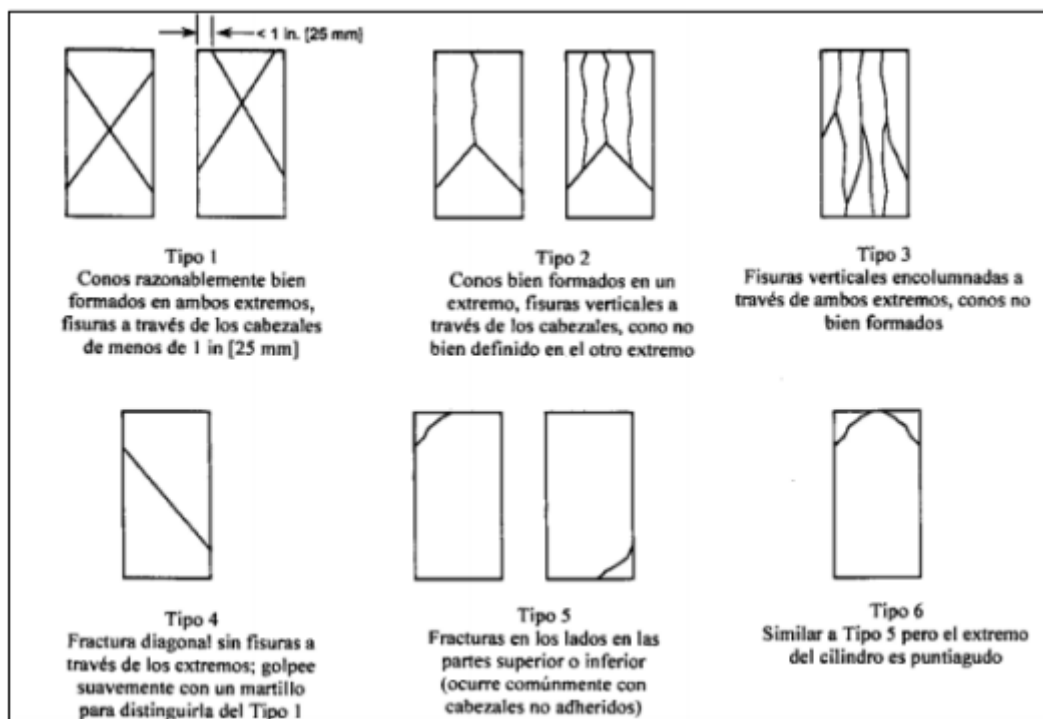 < 1 in. [25 mm]
Tipo 1
Conos razonablemente bien
formados en ambos extremos,
fisuras a través de los cabezales
de menos de 1 in [25 mm]
Tipo 2
Conos bien formados en un
extremo, fisuras verticales a
través de los cabezales, cono no
bien definido en el otro extremo
Tipo 3
Fisuras verticales encolumnadas a
través de ambos extremos, conos no
bien formados
Tipo 4
Fractura diagonal sin fisuras a
través de los extremos; golpee
suavemente con un martillo
para distinguirla del Tipo 1
Tipo 5
Fracturas en los lados en las
partes superior o inferior
(ocurre comúnmente con
cabezales no adheridos)
Tipo 6
Similar a Tipo 5 pero el extremo
del cilindro es puntiagudo